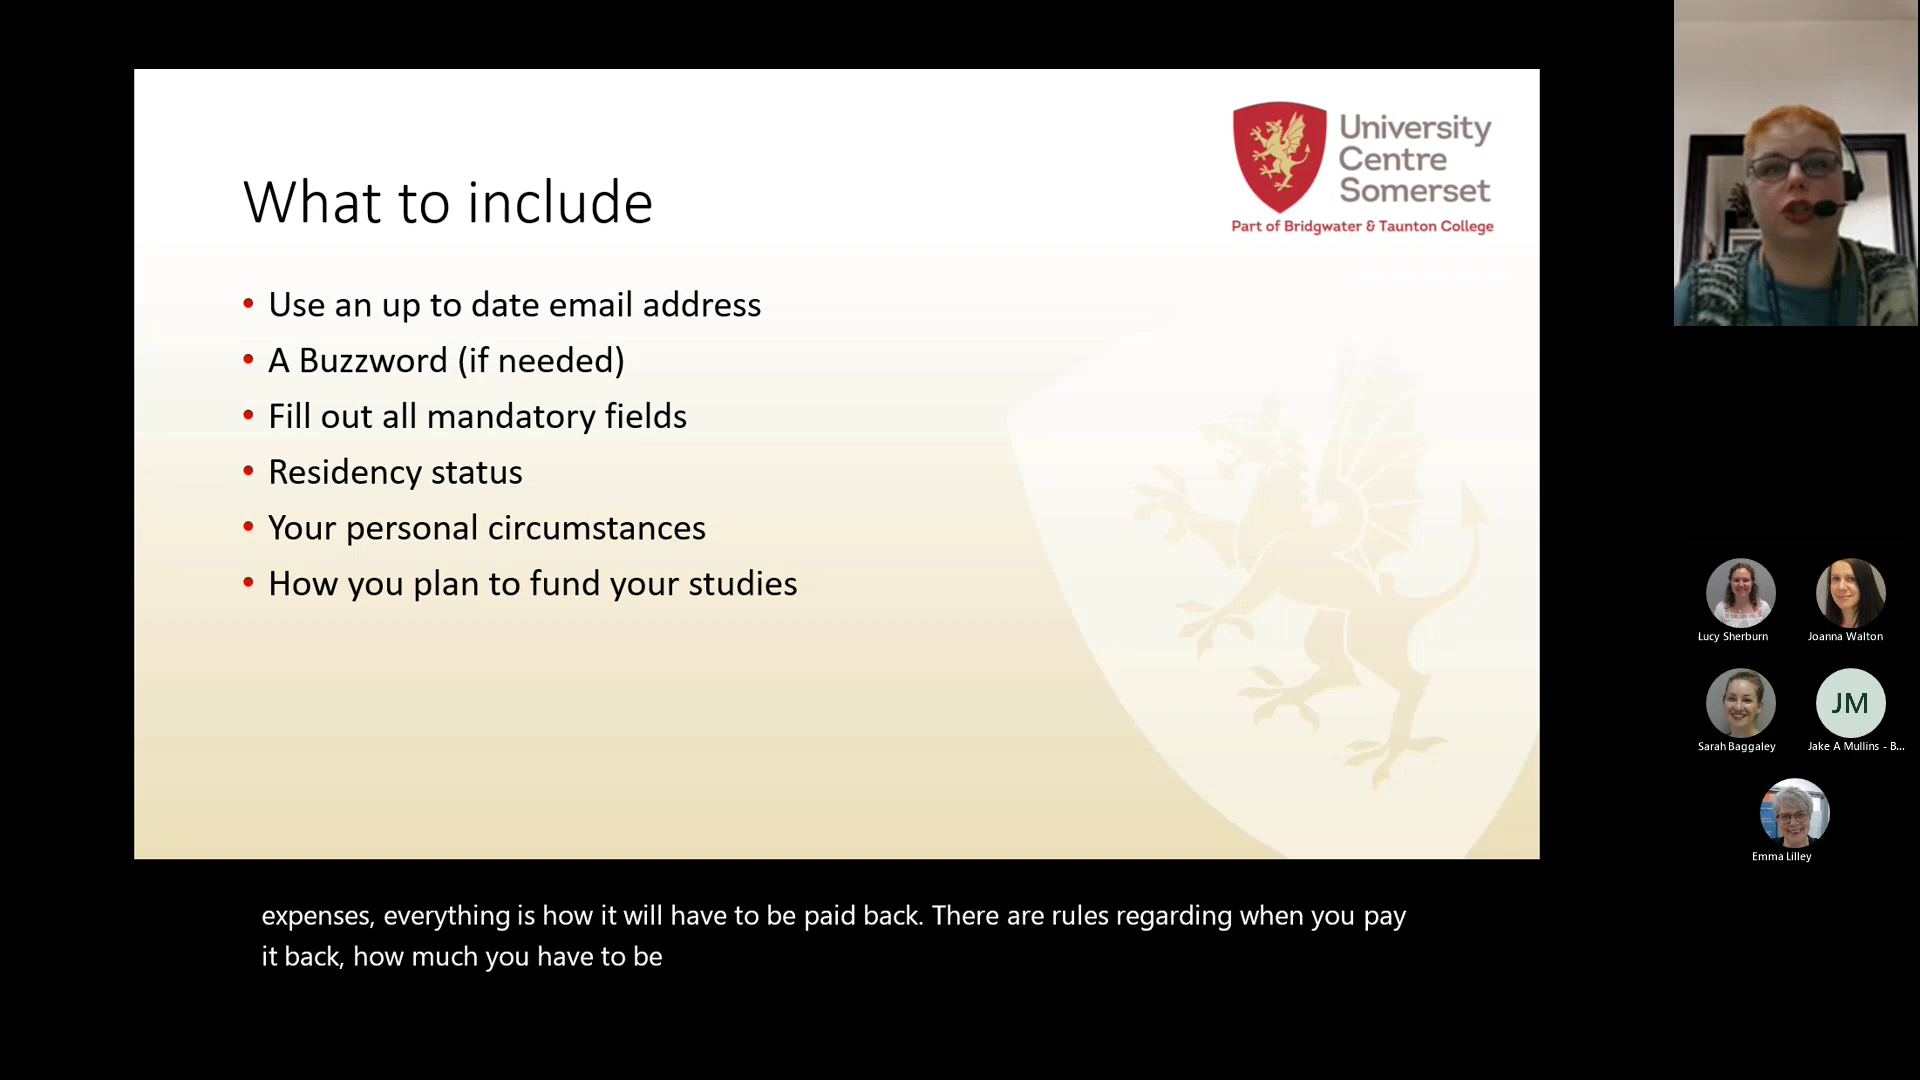 University
Centre
Somerset
Part of Bridgwater & Taunton College
What to include
• Use an up to date email address
• A Buzzword (if needed)
• Fill out all mandatory fields
• Residency status
• Your personal circumstances
• How you plan to fund your studies
Lucy Sherburn
Joanna Walton
Sarah Baggaley
JM
Jake A Mullins - B...
Emma Lilley
expenses, everything is how it will have to be paid back. There are rules regarding when you pay
it back, how much you have to be